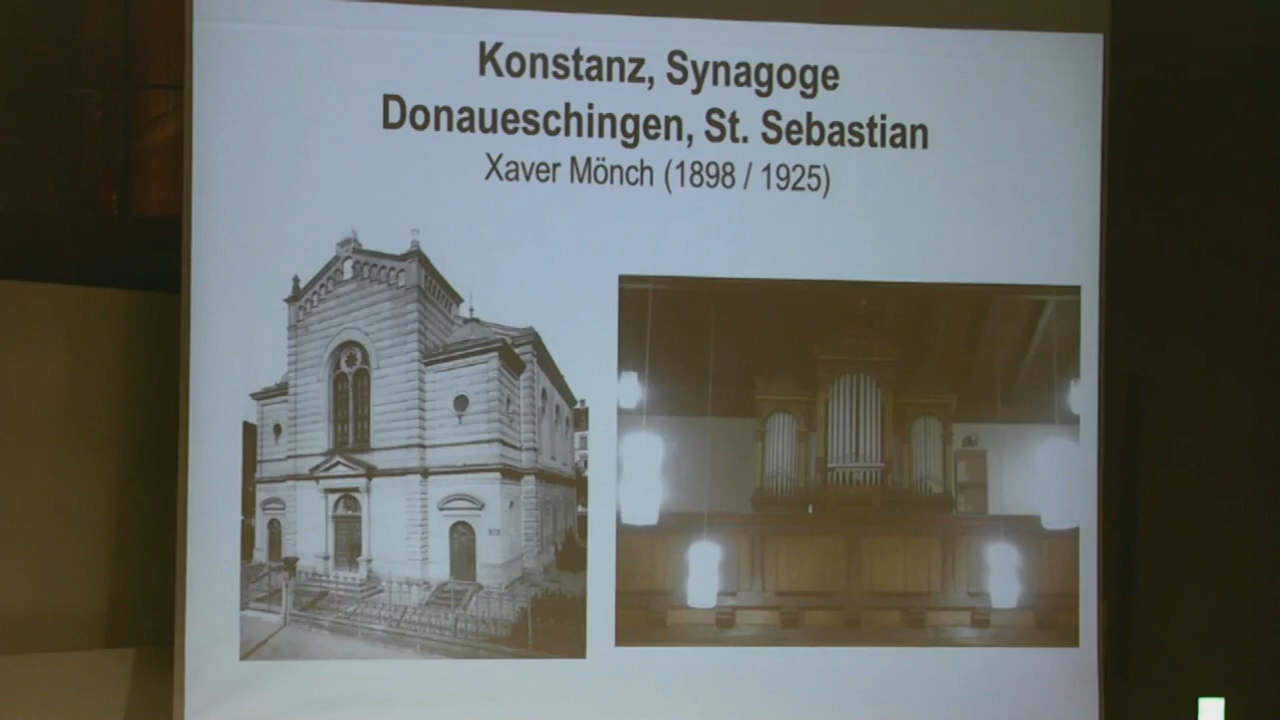 Konstanz, Synagoge
Donaueschingen, St. Sebastian
Xaver Mönch (1898 / 1925)